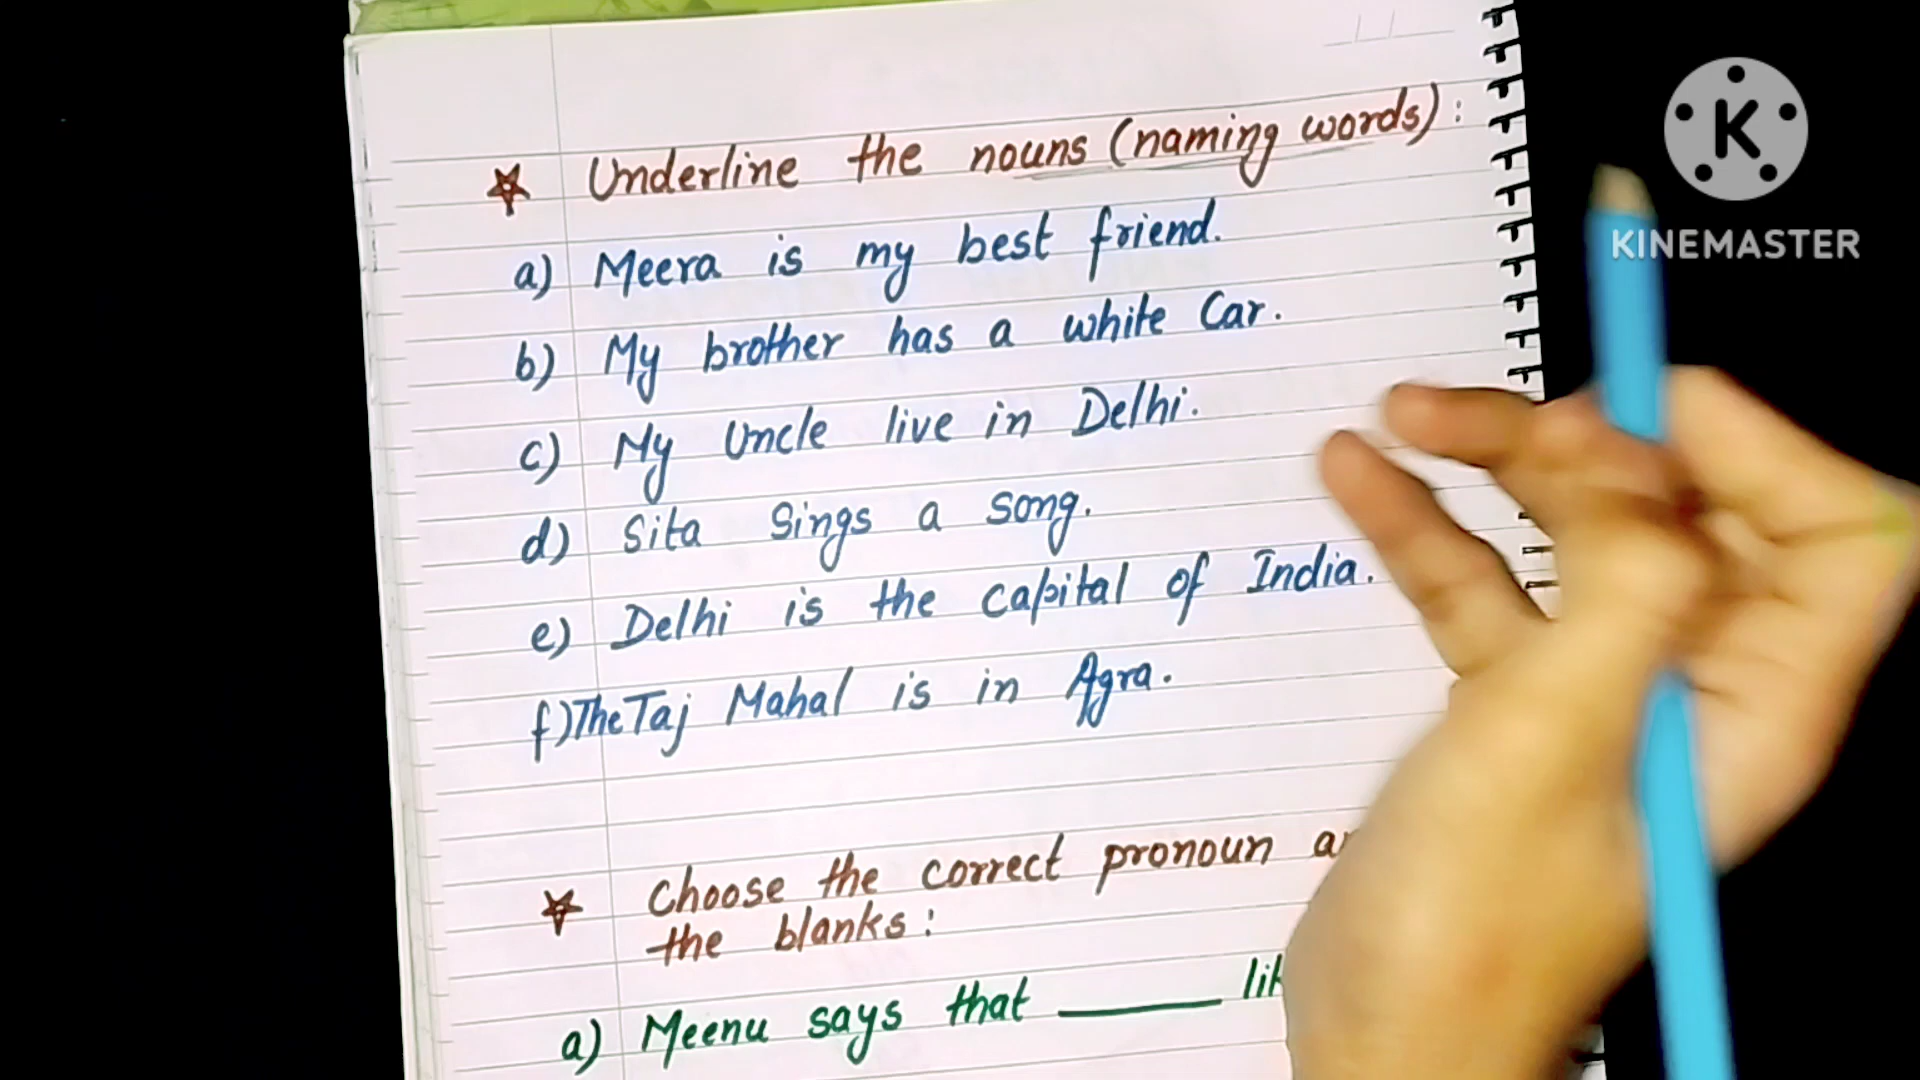 Underline the nouns (naming words):
a) Meera is my best friend.
b) My brother has a white Car.
c) My Uncle live in Delhi.
d) Sita Sings a song.
e) Delhi is the capital of India.
f) The Taj Mahal is in Agra.
Choose the correct pronoun
the blanks:
a) Meenu says that ______
K
KINEMASTER